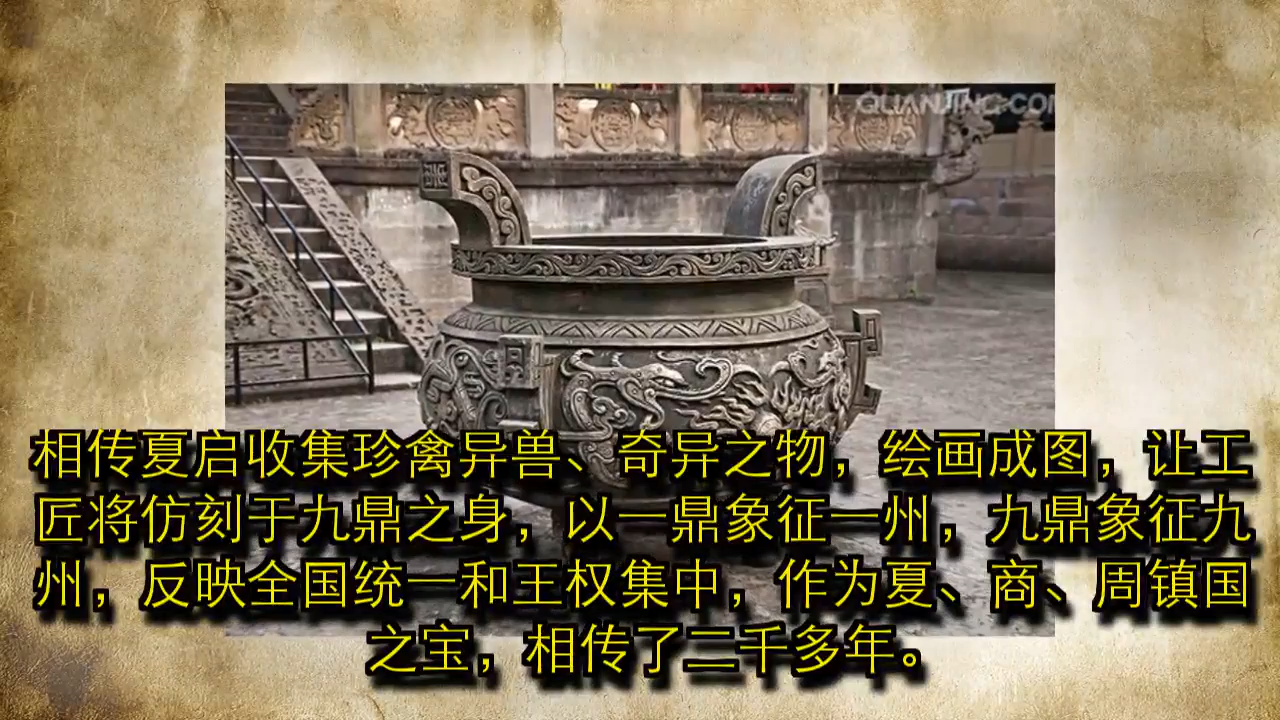 QUANJING.CO
相传夏启收集珍禽异兽、奇异之物，绘画成图，让工
匠将仿刻于九鼎之身，以一鼎象征一州，九鼎象征九
州，反映全国统一和王权集中，作为夏、商、周镇国
之宝，相传了二千多年。